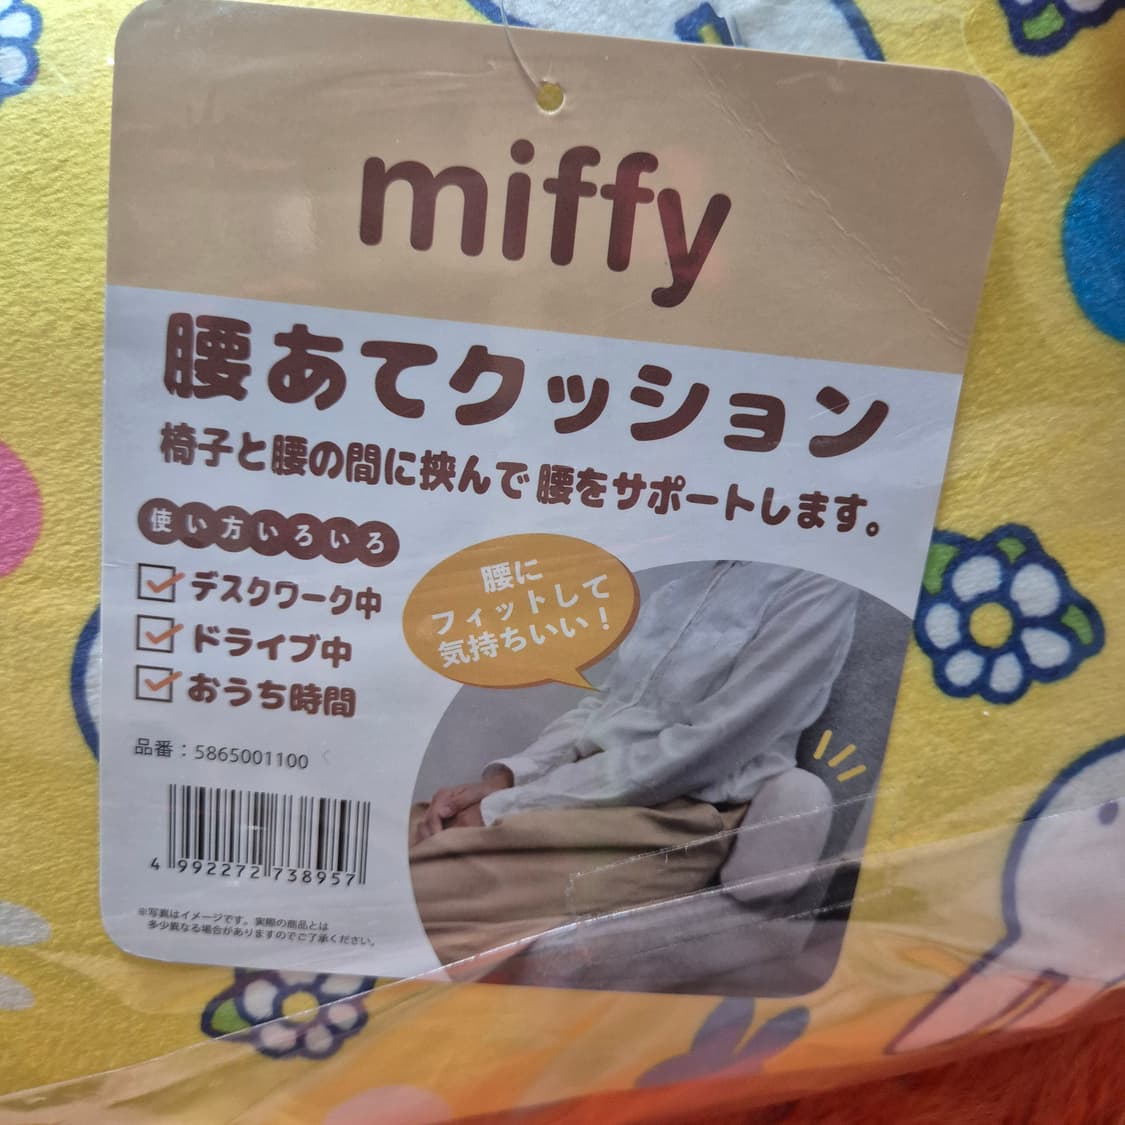 miffy
腰あてクッション
椅子と腰の間に挟んで腰をサポートします。
使い方いろいろ
デスクワーク中
ドライブ中
おうち時間
腰に
フィットして
気持ちいい！
品番：5865001100
4 992272 738957
※写真はイメージです。実際の商品とは
多少異なる場合がありますのでご了承ください。